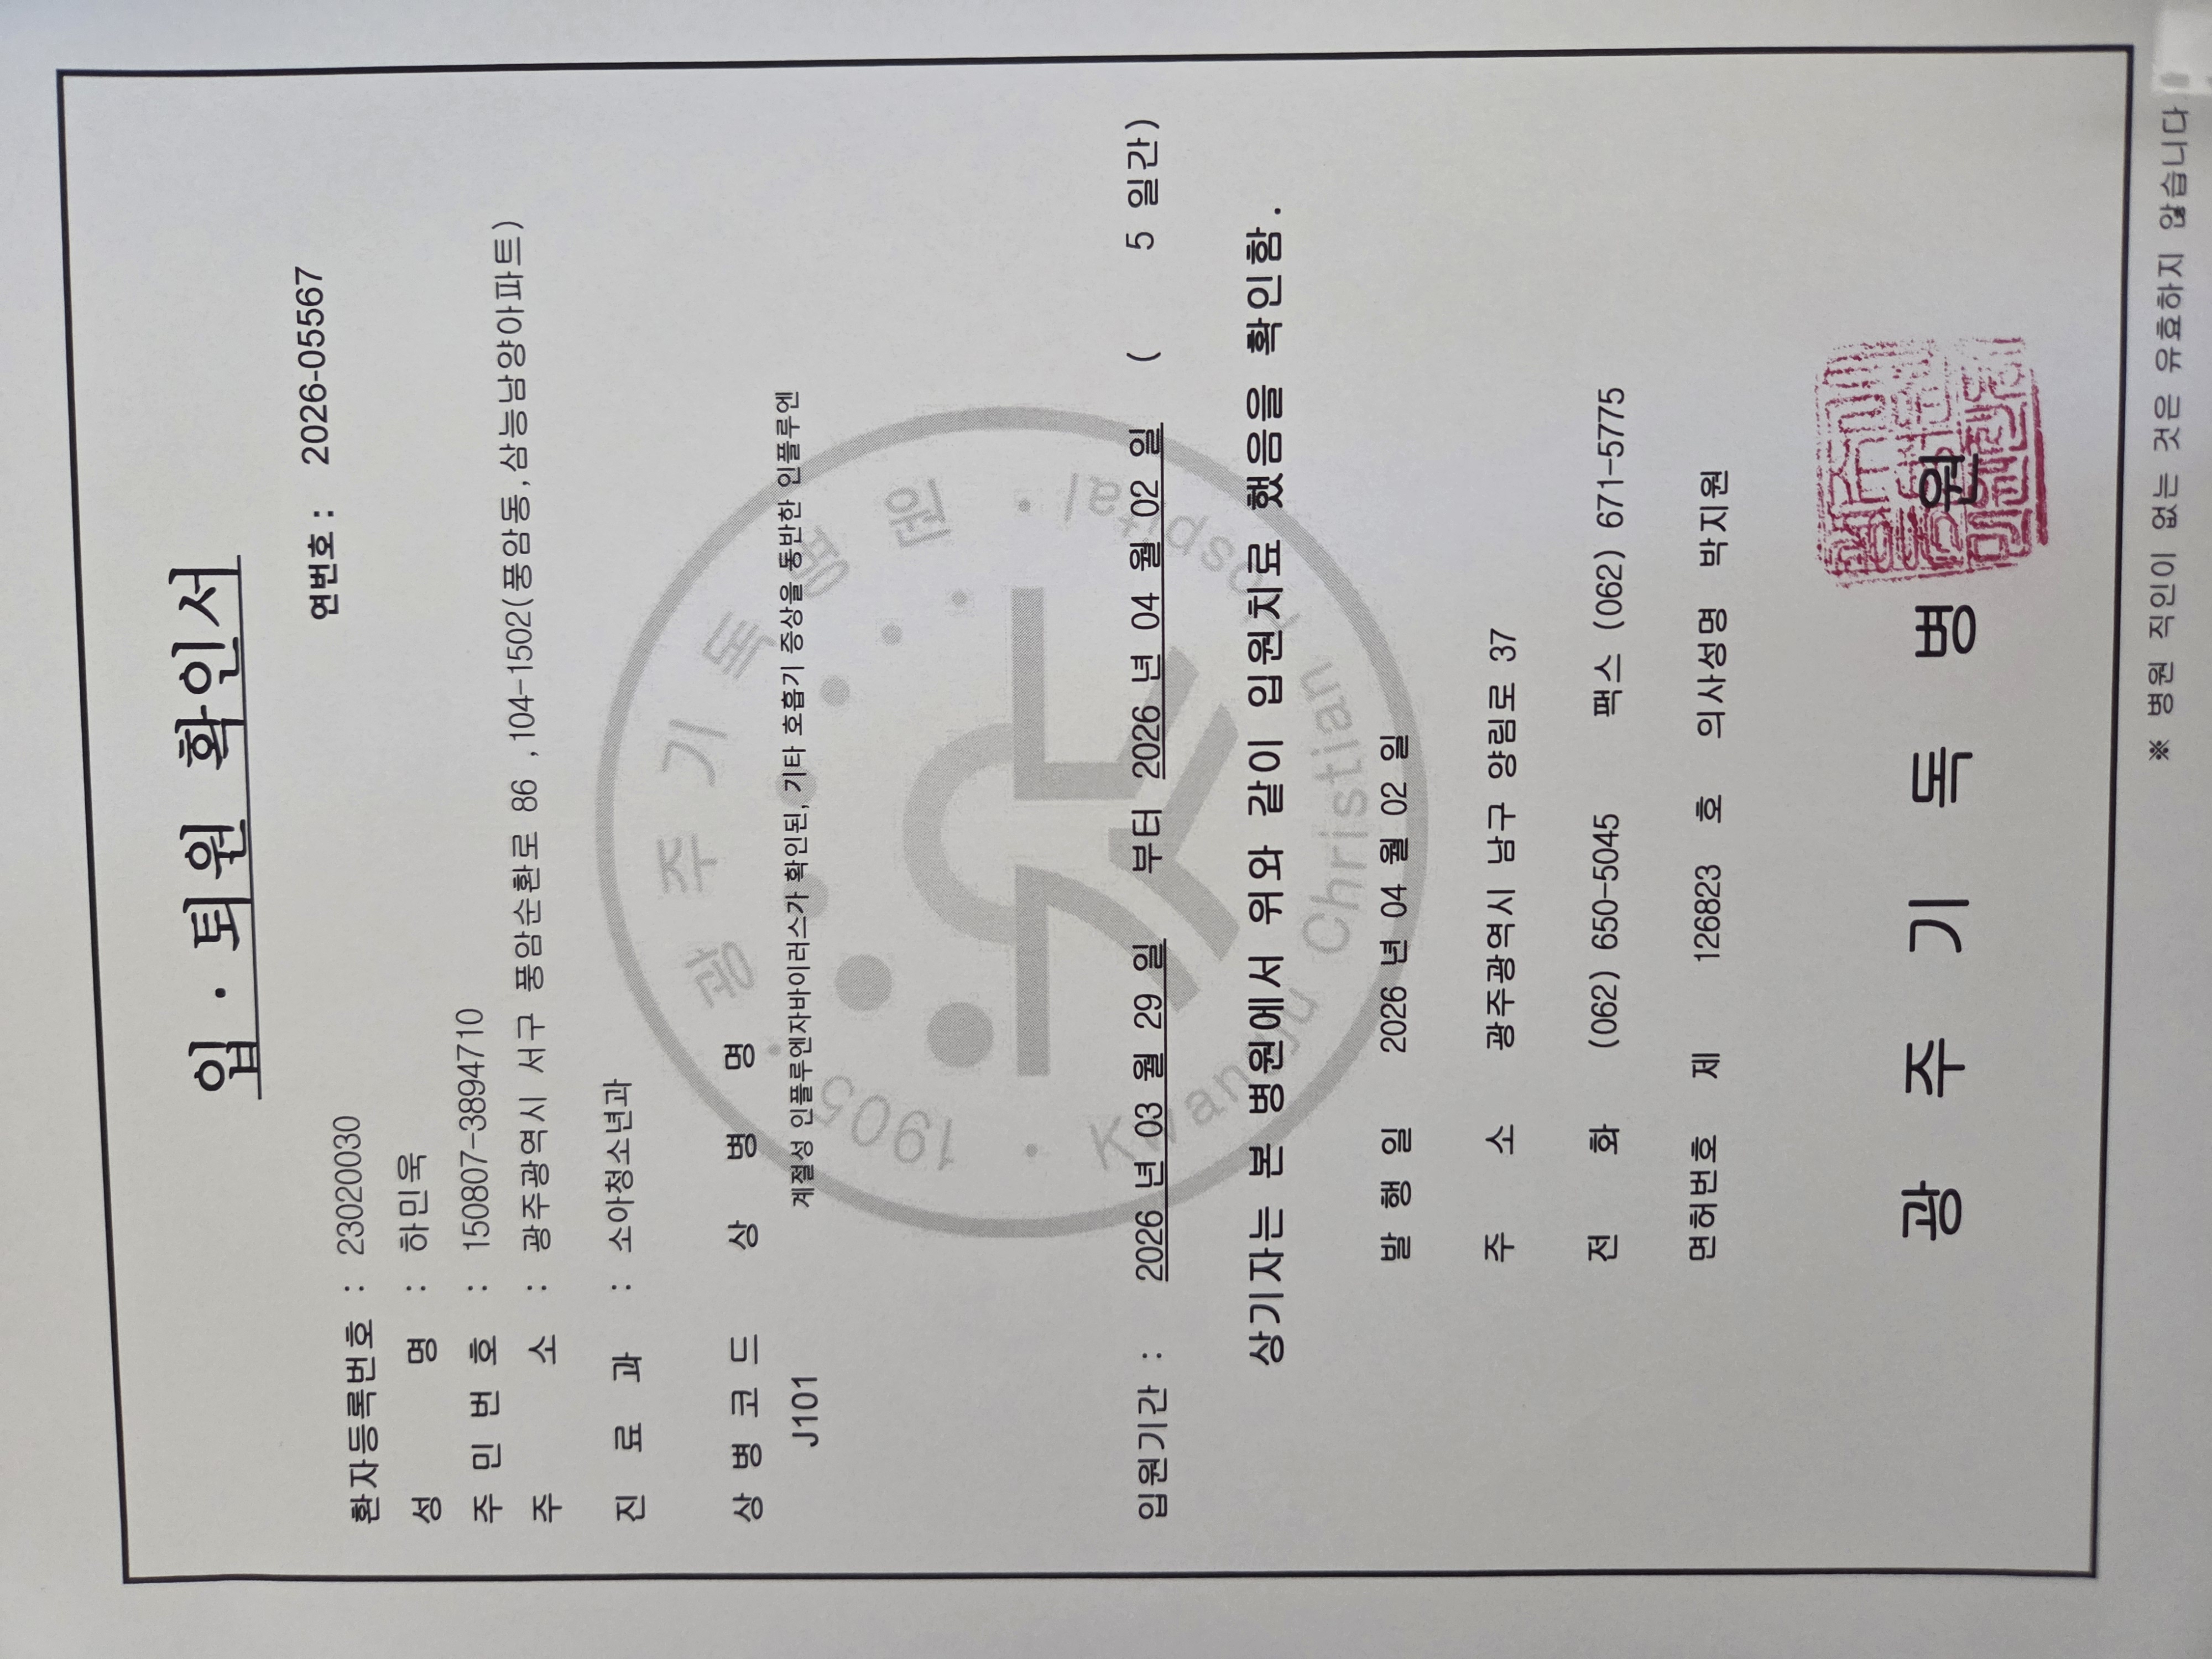 입 · 퇴원 확인서
연번호 : 2026-05567
환자등록번호 : 23020030
성 명 : 하민욱
주 민 번 호 : 150807-3894710
주 소 : 광주광역시 서구 풍암순환로 86 ,104-1502(풍암동,삼능남양아파트)
진 료 과 : 소아청소년과
상 병 코 드 상 병 명
J101 계절성 인플루엔자바이러스가 확인된, 기타 호흡기 증상을 동반한 인플루엔
입원기간 : 2026 년 03 월 29 일 부터 2026 년 04 월 02 일 ( 5 일간)
상기자는 본 병원에서 위와 같이 입원치료 했음을 확인함.
발 행 일 2026 년 04 월 02 일
주 소 광주광역시 남구 양림로 37
전 화 (062) 650-5045 팩스 (062) 671-5775
면허번호 제 126823 호 의사성명 박지원
광 주 기 독 병 원
※ 병원 직인이 없는 것은 유효하지 않습니다
광 주 기 독 병 원
1905 · Kwangju Christian Hospital ·